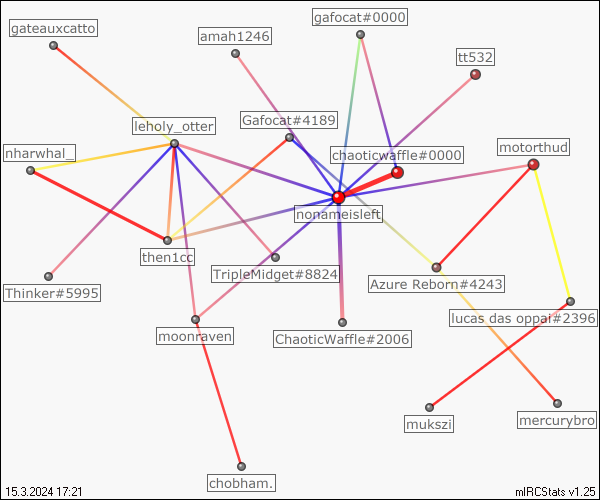 gafocat#0000
gateauxcatto
amah1246
tt532
Gafocat#4189
leholy_otter
motorthud
nharwhal_
chaoticwaffle#0000
nonameisleft
then1cc
TripleMidget#8824
Azure Reborn#4243
Thinker#5995
lucas das oppai#2396
moonraven
ChaoticWaffle#2006
mukszi
mercurybro
chobham.
15.3.2024 17:21
mIRCStats v1.25